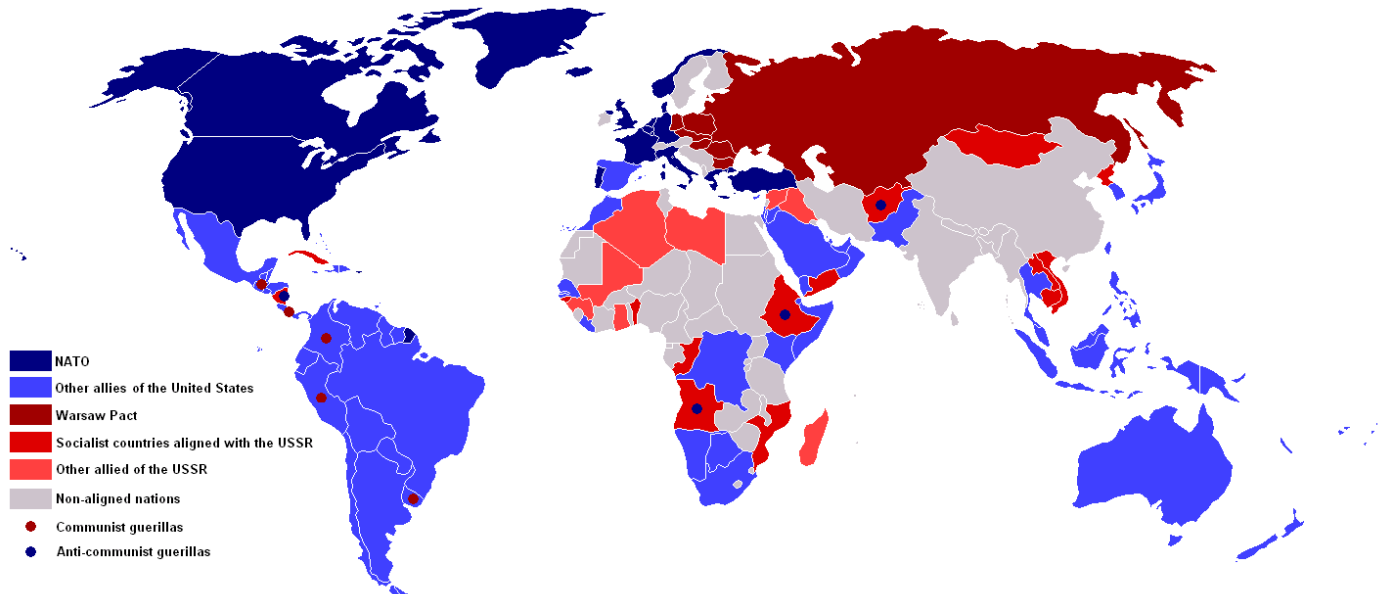 NATO
Other allies of the United States
Warsaw Pact
Socialist countries aligned with the USSR
Other allied of the USSR
Non-aligned nations
Communist guerillas
Anti-communist guerillas